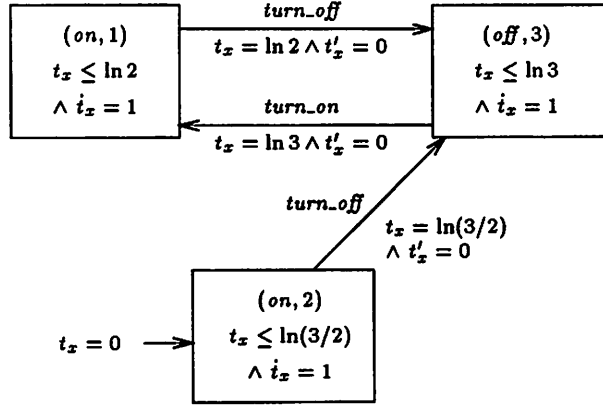 turn_off
(on, 1)
t_x ≤ ln 2
∧ ṫ_x = 1
t_x = ln 2 ∧ t′_x = 0
(off, 3)
t_x ≤ ln 3
∧ ṫ_x = 1
turn_on
t_x = ln 3 ∧ t′_x = 0
turn_off
t_x = ln(3/2)
∧ t′_x = 0
t_x = 0
(on, 2)
t_x ≤ ln(3/2)
∧ ṫ_x = 1